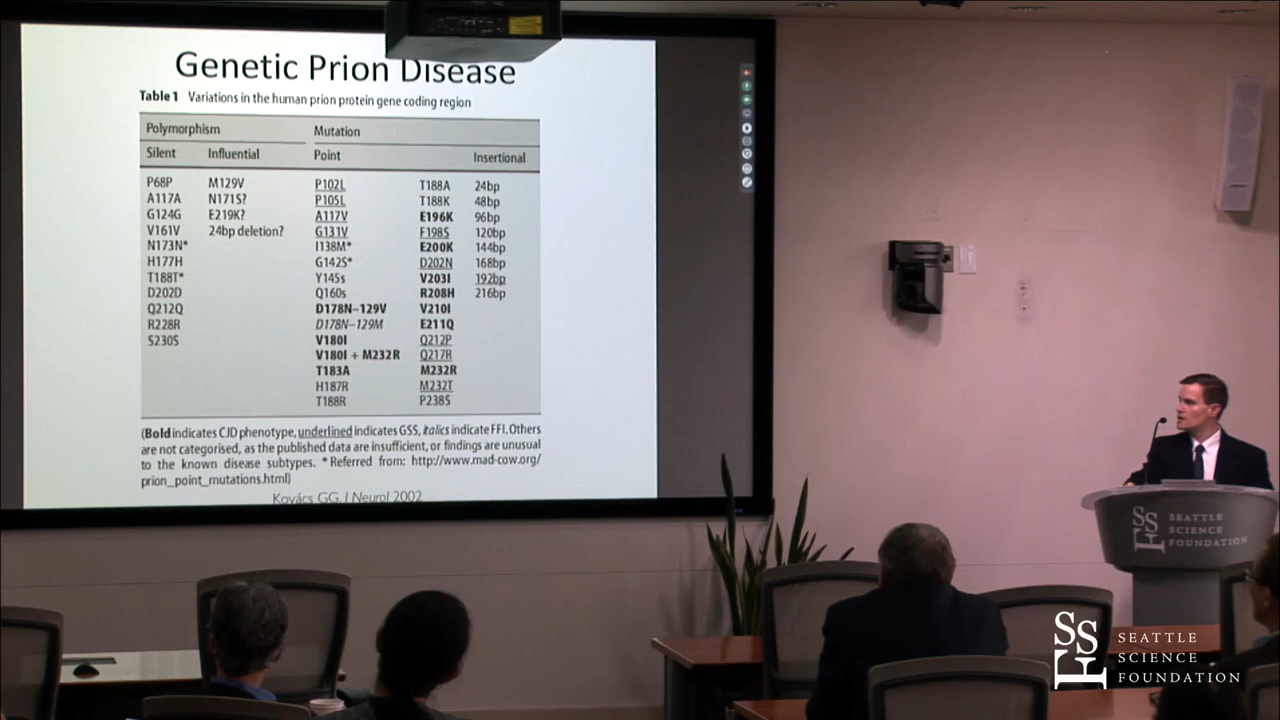 Genetic Prion Disease
Table 1 Variations in the human prion protein gene coding region
Polymorphism Mutation
Silent Influential Point Insertional
P68P M129V P102L T188A 24bp
A117A N171S? P105L T188K 48bp
G124G E219K? A117V E196K 96bp
V161V 24bp deletion? G131V F198S 120bp
N173N* I138M* E200K 144bp
H177H G142S* D202N 168bp
T188T* Y145s V203I 192bp
D202D Q160s R208H 216bp
Q212Q D178N–129V V210I
R228R D178N–129M E211Q
S230S V180I Q212P
V180I + M232R Q217R
T183A M232R
H187R M232T
T188R P238S
(Bold indicates CJD phenotype, underlined indicates GSS, italics indicate FFI. Others
are not categorised, as the published data are insufficient, or findings are unusual
to the known disease subtypes. * Referred from: http://www.mad-cow.org/
prion_point_mutations.html)
Kovács GG, J Neurol 2002
SSF SEATTLE
SCIENCE
FOUNDATION
SSF SEATTLE
SCIENCE
FOUNDATION